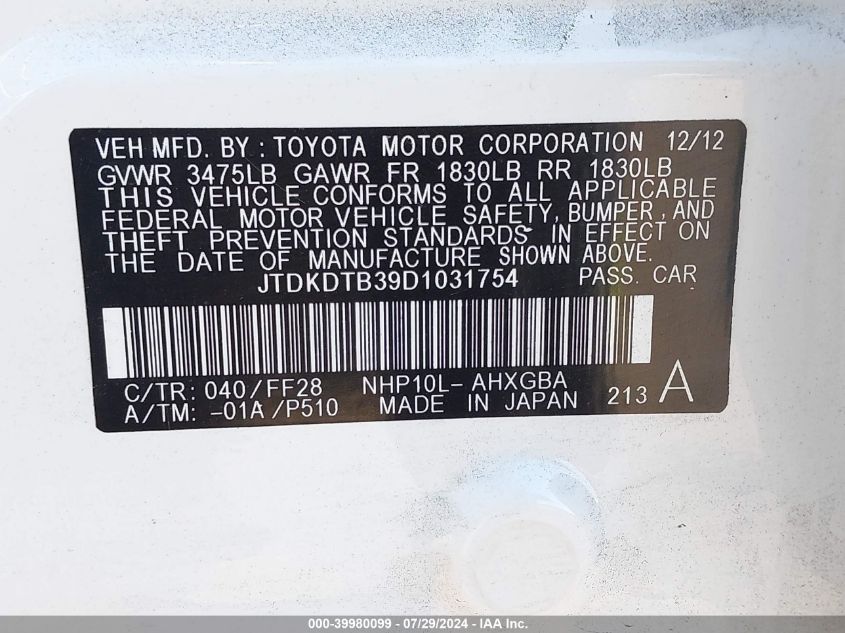 VEH MFD. BY : TOYOTA MOTOR CORPORATION 12/12
GVWR 3475LB GAWR FR 1830LB RR 1830LB
THIS VEHICLE CONFORMS TO ALL APPLICABLE
FEDERAL MOTOR VEHICLE SAFETY, BUMPER, AND
THEFT PREVENTION STANDARDS IN EFFECT ON
THE DATE OF MANUFACTURE SHOWN ABOVE.
JTDKDTB39D1031754 PASS. CAR
C/TR: 040/FF28 NHP10L-AHXGBA
A/TM: -01A/P510 MADE IN JAPAN 213 A
000-39980099 - 07/29/2024 - IAA Inc.